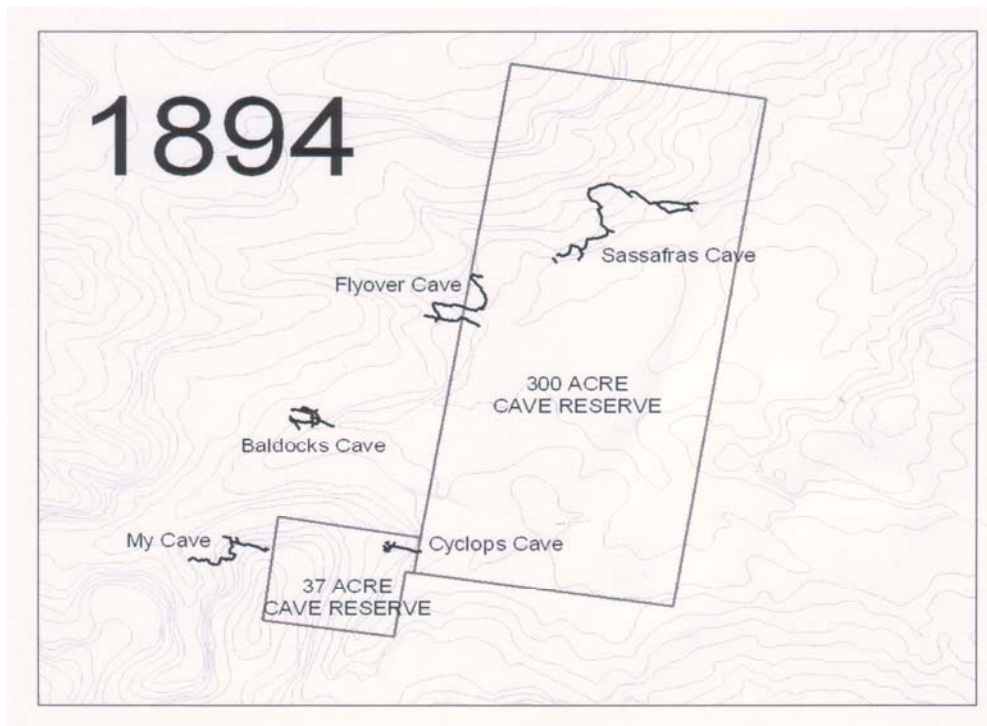 1894
Sassafras Cave
Flyover Cave
300 ACRE
CAVE RESERVE
Baldocks Cave
My Cave
Cyclops Cave
37 ACRE
CAVE RESERVE